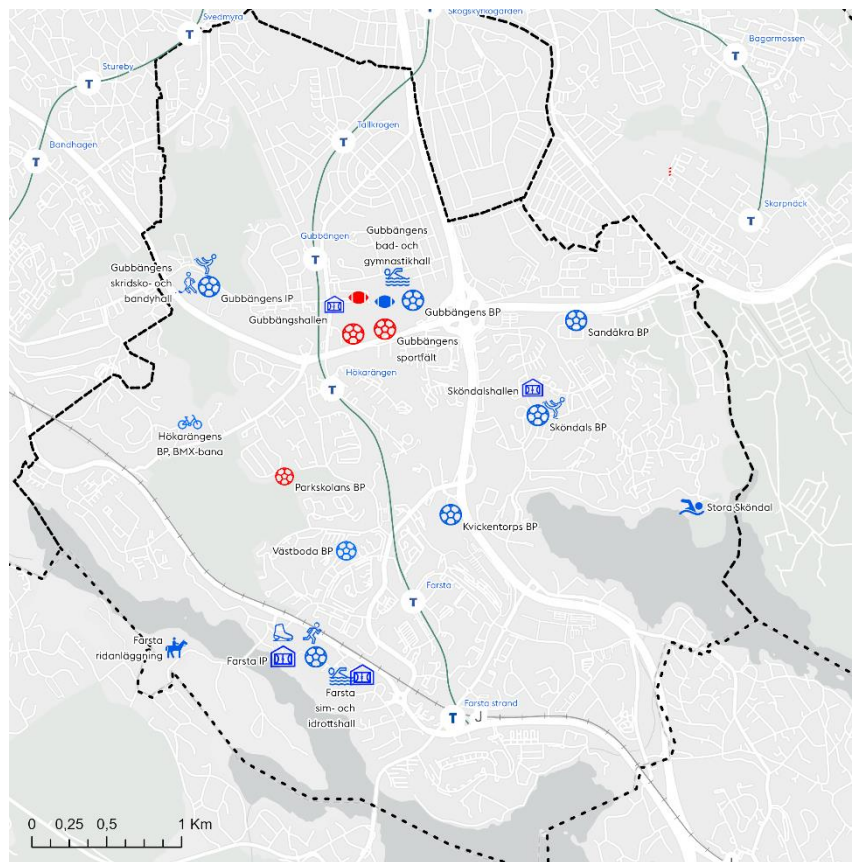 Svedmyra
Skogskyrkogården
Stureby
T
T
T
Bagarmossen
T
Tallkrogen
T
Bandhagen
T
Skarpnäck
T
Gubbängen
T
Gubbängens
bad- och
gymnastikhall
Gubbängens
skridsko- och
bandyhall
Gubbängens IP
Gubbängshallen
Gubbängens BP
Gubbängens
sportfält
Sandåkra BP
Hökarängen
T
Sköndalshallen
Sköndals BP
Hökarängens
BP, BMX-bana
Parkskolans BP
Kvickentorps BP
Stora Sköndal
Västboda BP
Farsta
T
Farsta
ridanläggning
Farsta IP
Farsta
sim- och
idrottshall
Farsta strand
T
J
0 0,25 0,5 1 Km